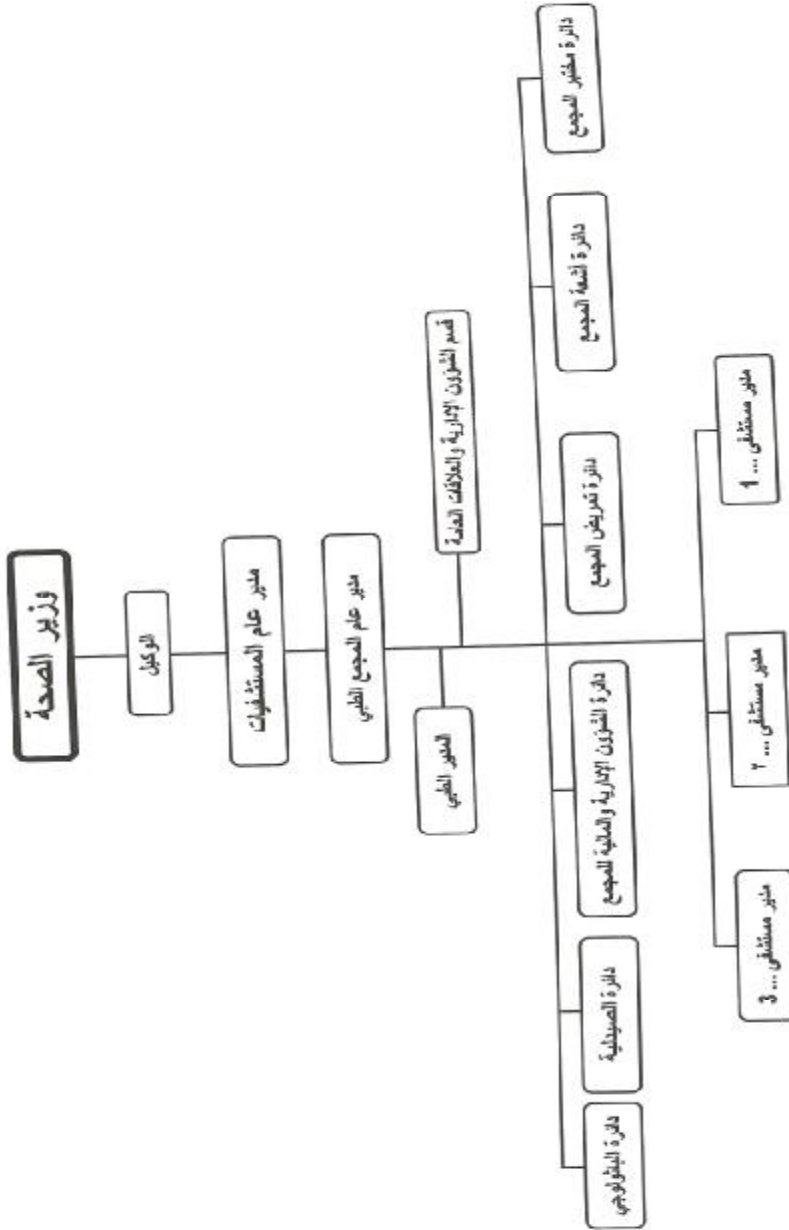 وزير الصحة
الوكيل
مدير عام المستشفيات
مدير عام المجمع الطبي
قسم الشؤون الإدارية والعلاقات العامة
المدير الطبي
دائرة مختبر المجمع
دائرة أشعة المجمع
دائرة تمريض المجمع
دائرة الشؤون الإدارية والمالية للمجمع
دائرة الصيدلية
دائرة الباثولوجي
مدير مستشفى ... 1
مدير مستشفى ... ٢
مدير مستشفى ... 3